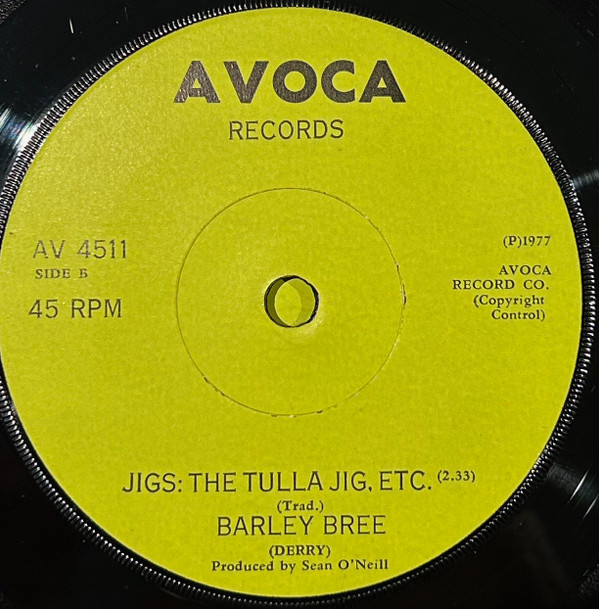 AVOCA
RECORDS
AV 4511
SIDE B
45 RPM
(P)1977
AVOCA
RECORD CO.
(Copyright
Control)
JIGS: THE TULLA JIG, ETC. (2.33)
(Trad.)
BARLEY BREE
(DERRY)
Produced by Sean O'Neill